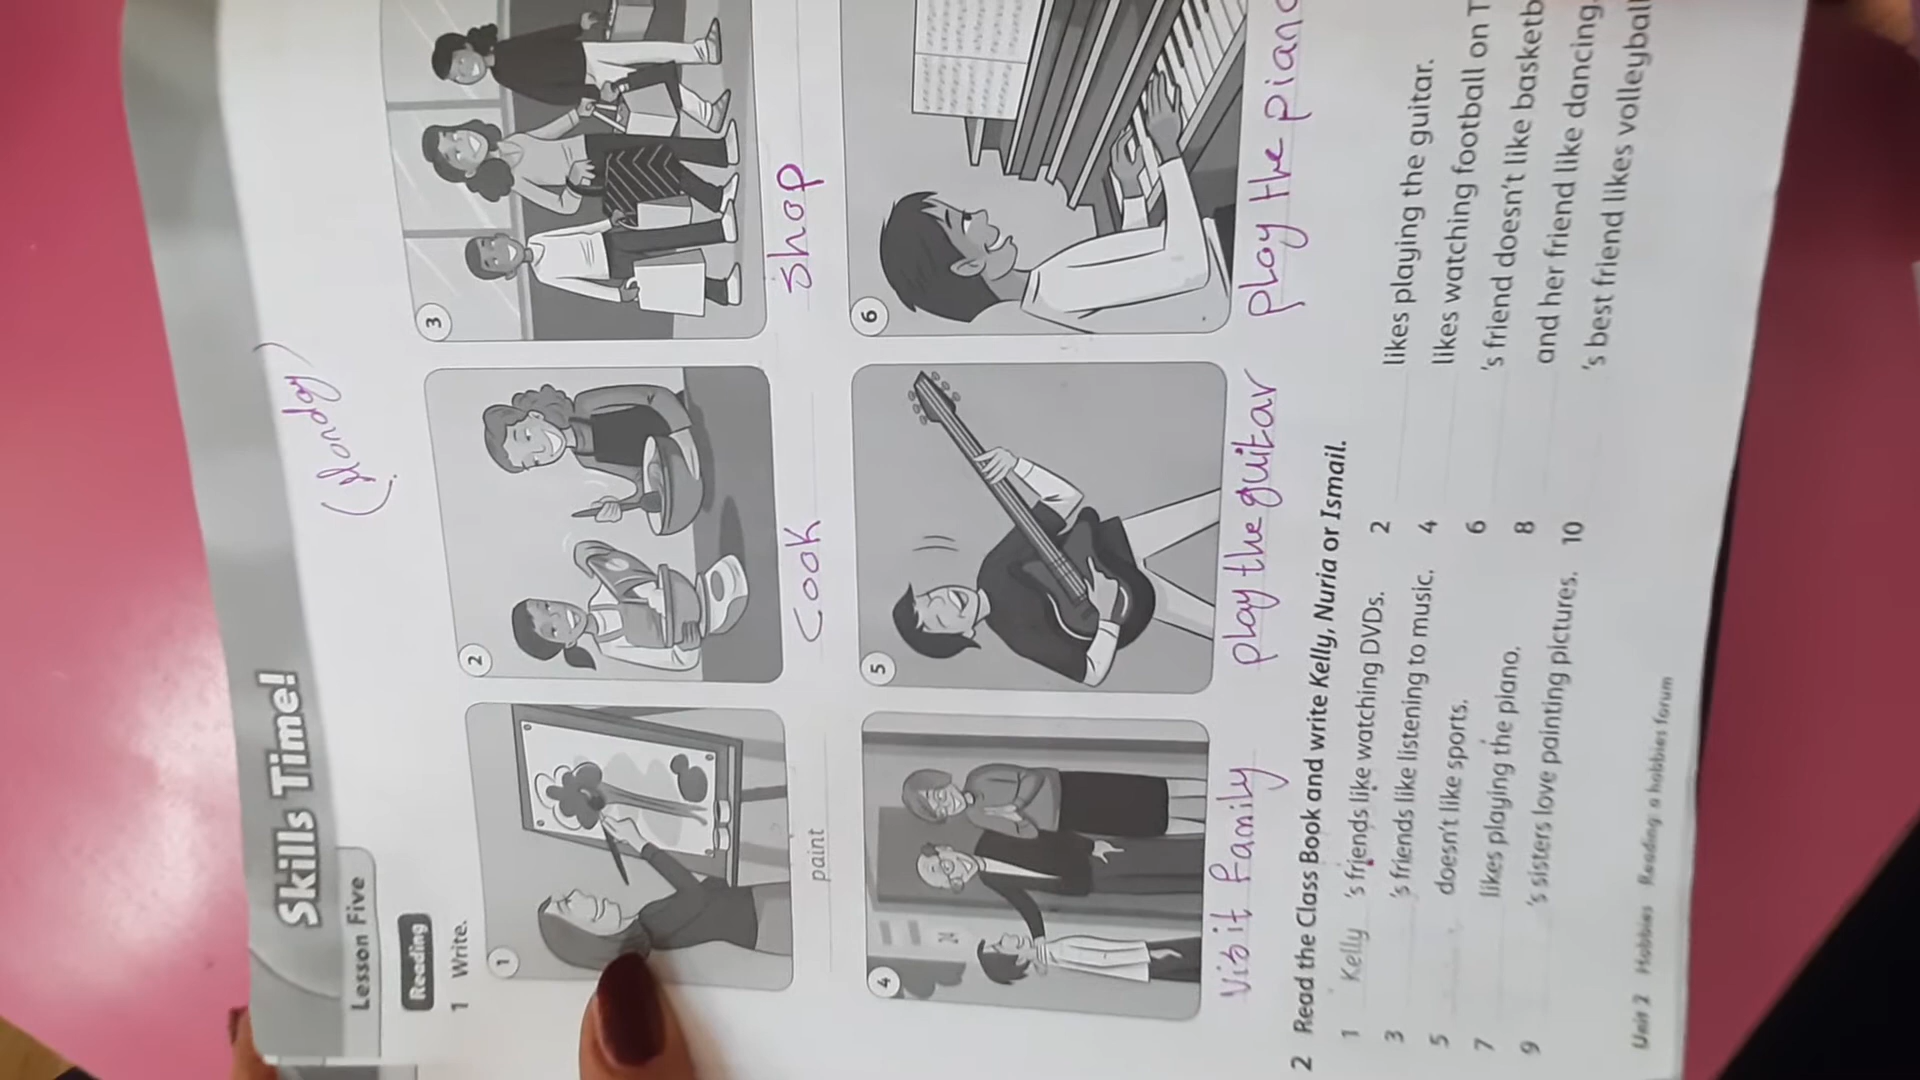 Skills Time!
Lesson Five
(Monday)
Reading
1 Write.
1
2
3
paint
Cook
Shop
4
24
5
6
Visit family
play the guitar
play the piano
2 Read the Class Book and write Kelly, Nuria or Ismail.
1 Kelly 's friends like watching DVDs.
2 likes playing the guitar.
3 's friends like listening to music.
4 likes watching football on T
5 doesn't like sports.
6 's friend doesn't like basketb
7 likes playing the piano.
8 and her friend like dancing.
9 's sisters love painting pictures.
10 's best friend likes volleyball
Unit 2 Hobbies Reading: a hobbies forum